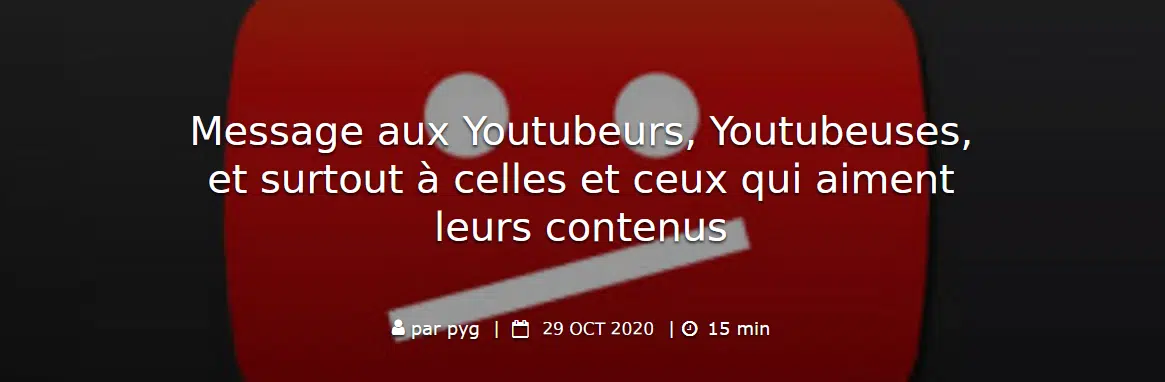 Message aux Youtubeurs, Youtubeuses,
et surtout à celles et ceux qui aiment
leurs contenus
par pyg | 29 OCT 2020 | 15 min